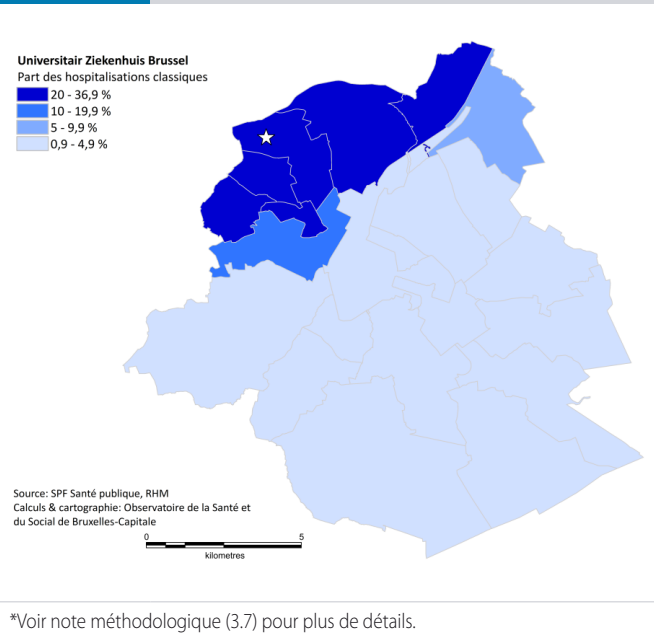 Universitair Ziekenhuis Brussel
Part des hospitalisations classiques
20 - 36,9 %
10 - 19,9 %
5 - 9,9 %
0,9 - 4,9 %
Source: SPF Santé publique, RHM
Calculs & cartographie: Observatoire de la Santé et
du Social de Bruxelles-Capitale
0 5
kilometres
*Voir note méthodologique (3.7) pour plus de détails.